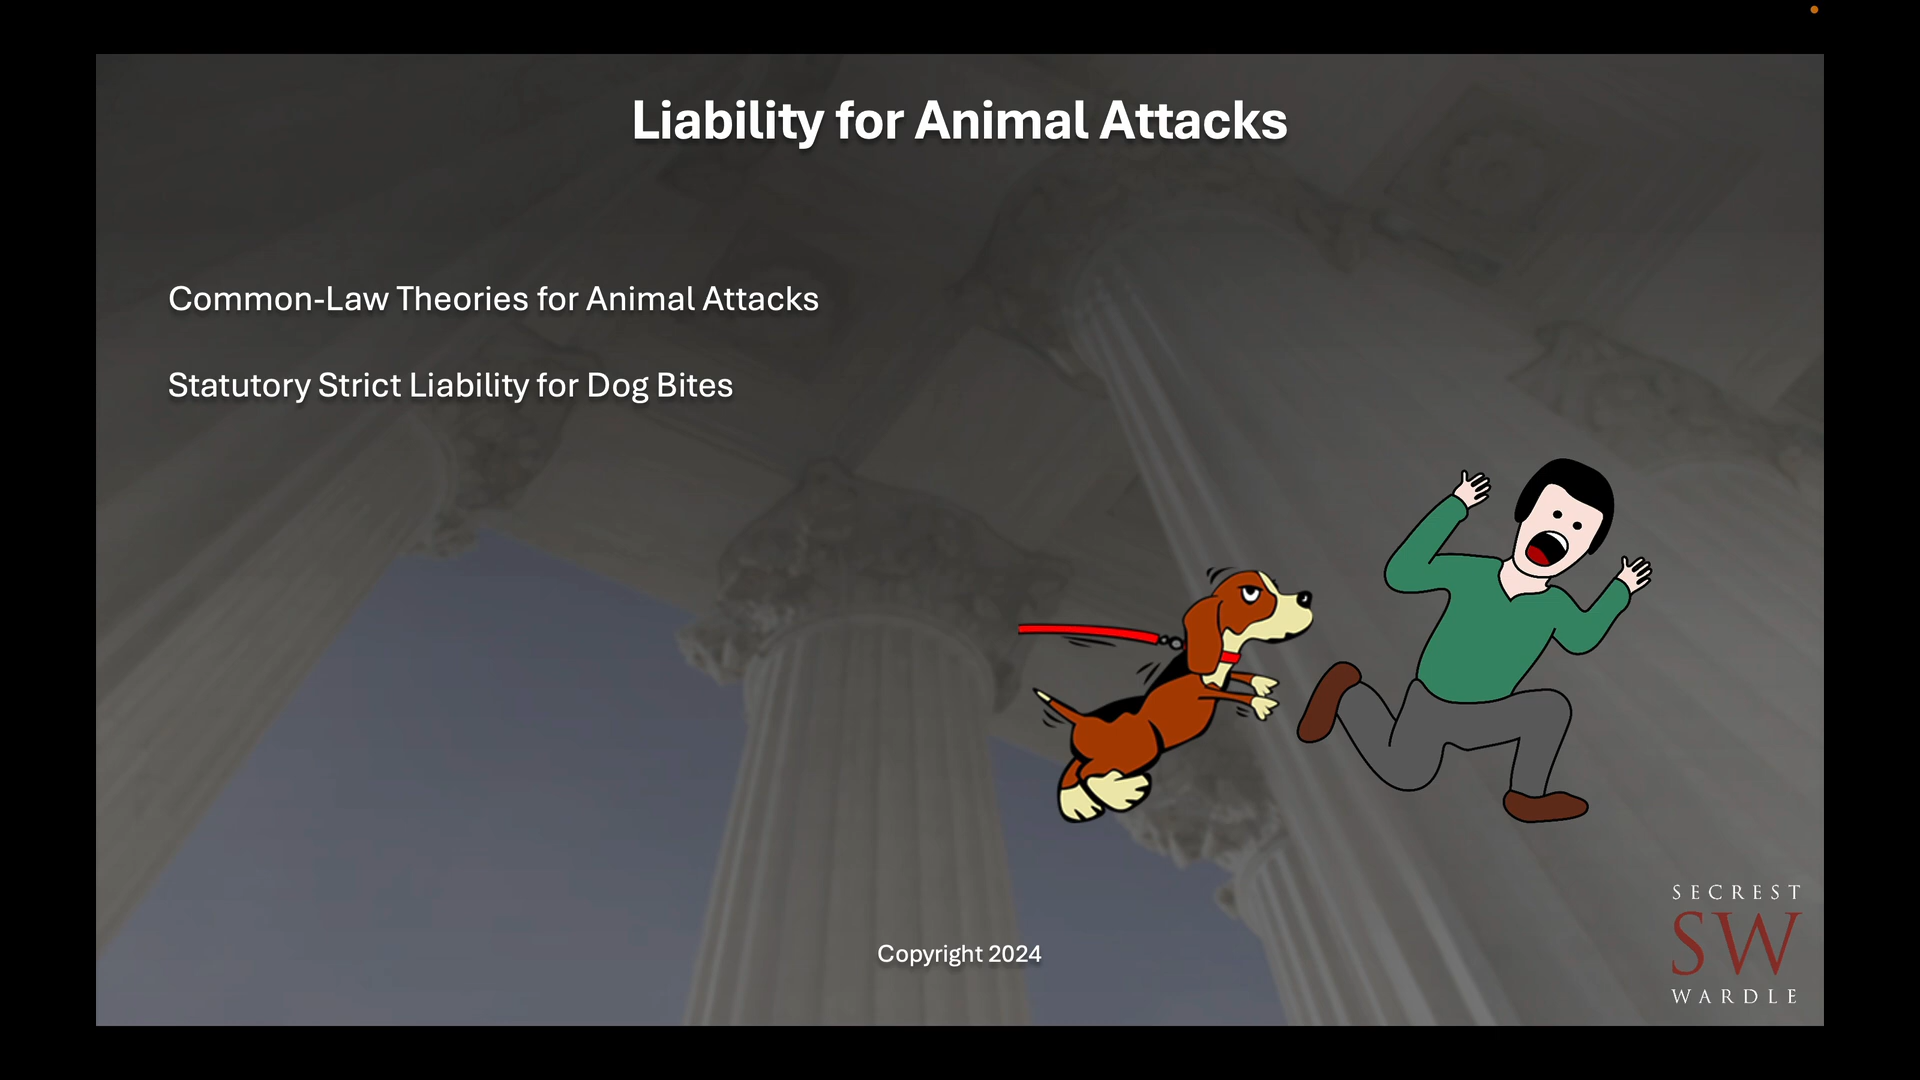 Liability for Animal Attacks
Common-Law Theories for Animal Attacks
Statutory Strict Liability for Dog Bites
Copyright 2024
SECREST
SW
WARDLE